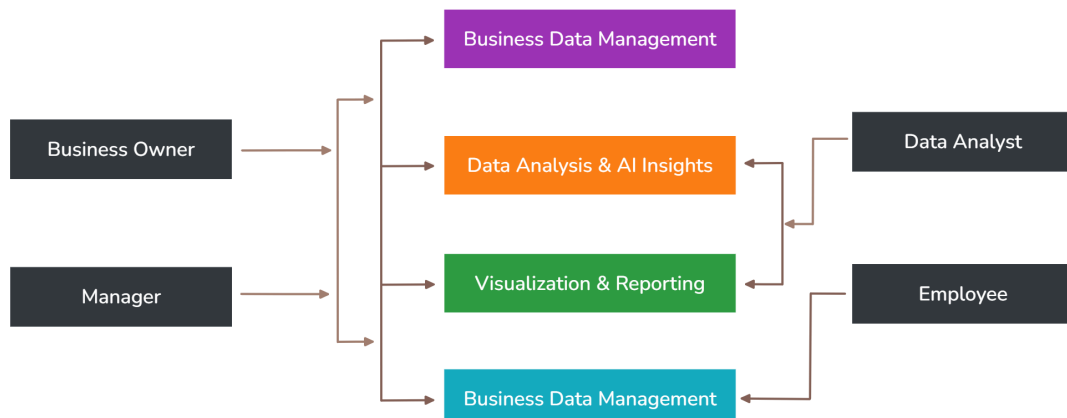 Business Data Management
Business Owner
Data Analyst
Data Analysis & AI Insights
Manager
Visualization & Reporting
Employee
Business Data Management